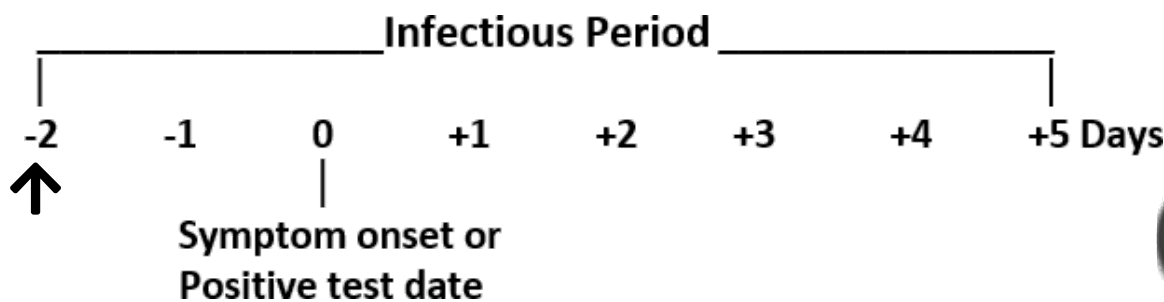 Infectious Period
-2 -1 0 +1 +2 +3 +4 +5 Days
Symptom onset or
Positive test date